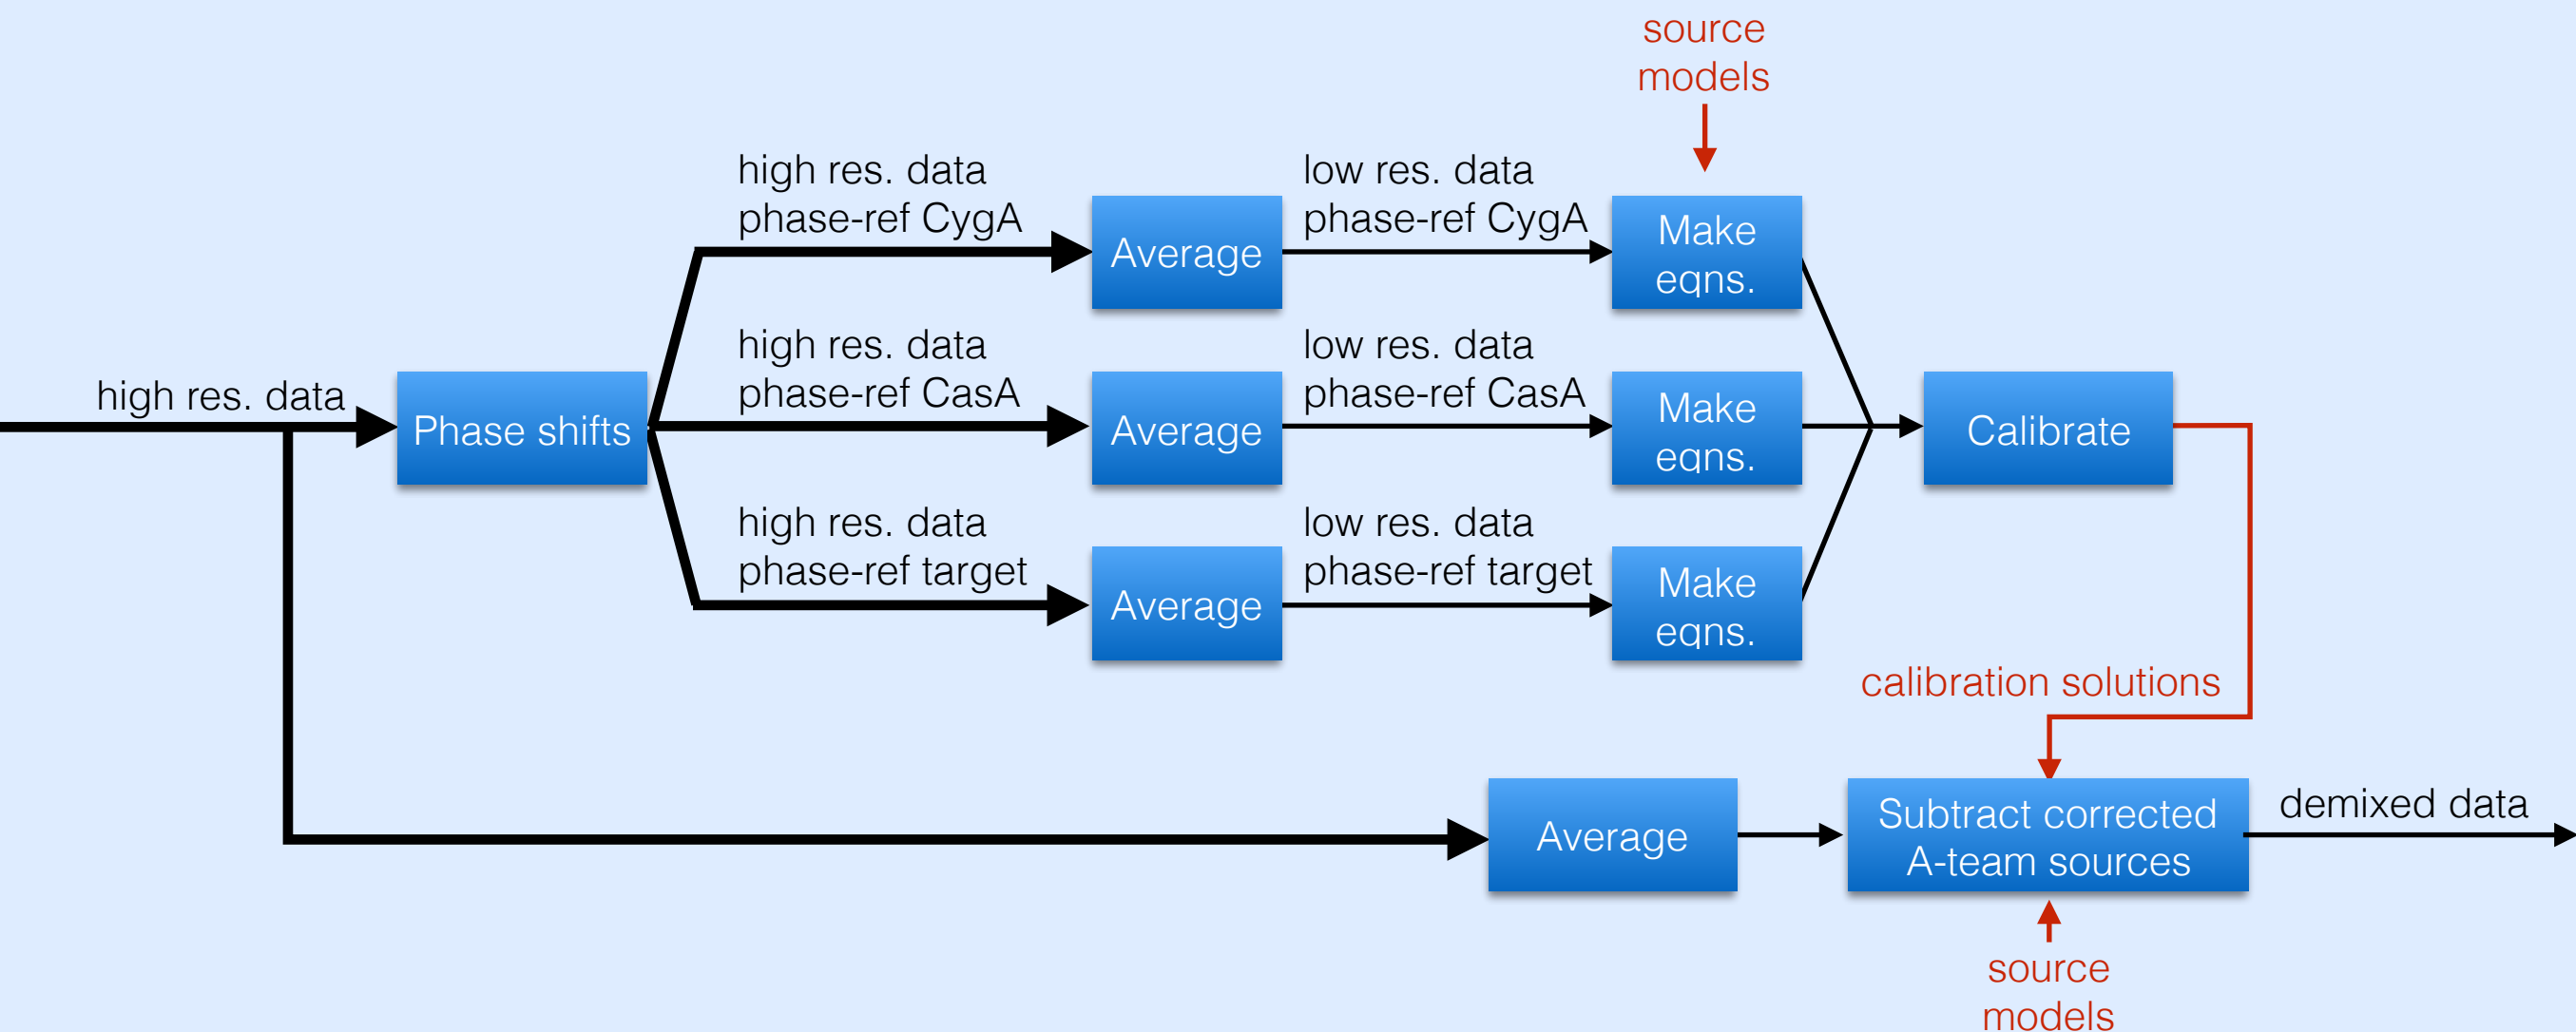 source
models
high res. data
phase-ref CygA
low res. data
phase-ref CygA
Average
Make
eqns.
high res. data
phase-ref CasA
low res. data
phase-ref CasA
high res. data
Phase shifts
Average
Make
eqns.
Calibrate
high res. data
phase-ref target
low res. data
phase-ref target
Average
Make
eqns.
calibration solutions
Average
Subtract corrected
A-team sources
demixed data
source
models